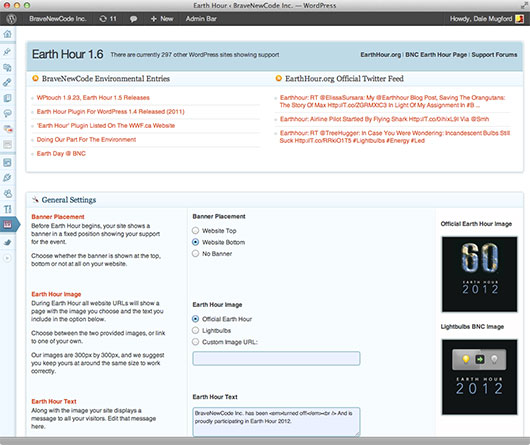 Earth Hour ‹ BraveNewCode Inc. — WordPress
BraveNewCode Inc. 11 + New Admin Bar Howdy, Dale Mugford
Earth Hour 1.6 There are currently 297 other WordPress sites showing support EarthHour.org | BNC Earth Hour Page | Support Forums
BraveNewCode Environmental Entries
WPtouch 1.9.23, Earth Hour 1.5 Releases
Earth Hour Plugin For WordPress 1.4 Released (2011)
'Earth Hour' Plugin Listed On The WWF.ca Website
Doing Our Part For The Environment
Earth Day @ BNC
EarthHour.org Official Twitter Feed
Earthhour: RT @ElissaSursara: My @Earthhour Blog Post, Saving The Orangutans:
The Story Of Max Http://T.Co/ZGRMXC3 In Light Of My Assignment In #B ..
Earthhour: Airline Pilot Startled By Flying Shark Via @Smh
Earthhour: RT @TreeHugger: In Case You Were Wondering: Incandescent Bulbs Still
Suck #Lightbulbs #Energy #Led
General Settings
Banner Placement
Before Earth Hour begins, your site shows
a banner in a fixed position showing your support
for the event.
Choose whether the banner is shown at the top,
bottom or not at all on your website.
Banner Placement
Website Top
Website Bottom
No Banner
Earth Hour Image
During Earth Hour all website URLs will show a
page with the image you choose and the text you
include in the option below.
Choose between the two provided images, or link
to one of your own.
Our images are 300px by 300px, and we suggest
you keep yours at around the same size to work
correctly.
Earth Hour Image
Official Earth Hour
Lightbulbs
Custom Image URL:
Earth Hour Text
Along with the image your site displays a
message to all your visitors. Edit that message
here.
Earth Hour Text
BraveNewCode Inc. has been <em>turned off</em><br /> And is
proudly participating in Earth Hour 2012.
Official Earth Hour Image
60
EARTH HOUR
2012
Lightbulbs BNC Image
EARTH HOUR
2012